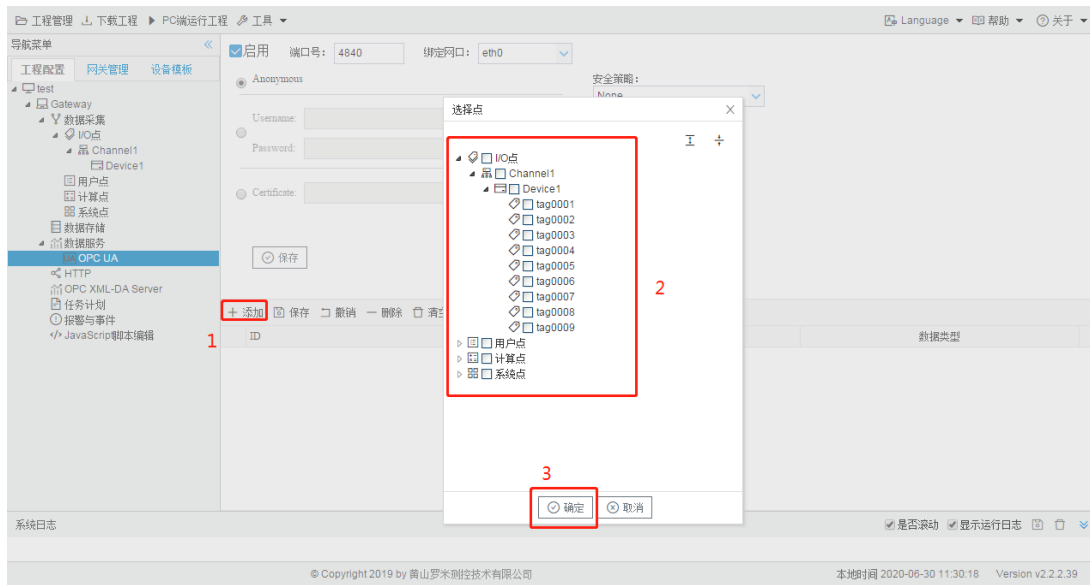 工程管理 下载工程 PC端运行工程 工具 Language 帮助 关于
导航菜单
工程配置 网关管理 设备模板
test
Gateway
数据采集
I/O点
Channel1
Device1
用户点
计算点
系统点
数据存储
数据服务
OPC UA
HTTP
OPC XML-DA Server
任务计划
报警与事件
JavaScript脚本编辑
启用 端口号: 4840 绑定网口: eth0
Anonymous
安全策略:
None
Username:
Password:
Certificate:
保存
添加 保存 撤销 删除
1
ID 数据类型
选择点
I/O点
Channel1
Device1
tag0001
tag0002
tag0003
tag0004
tag0005
tag0006
tag0007
tag0008
tag0009
用户点
计算点
系统点
2
3
确定 取消
系统日志 是否滚动 显示运行日志
© Copyright 2019 by 黄山罗米测控技术有限公司 本地时间 2020-06-30 11:30:18 Version v2.2.2.39